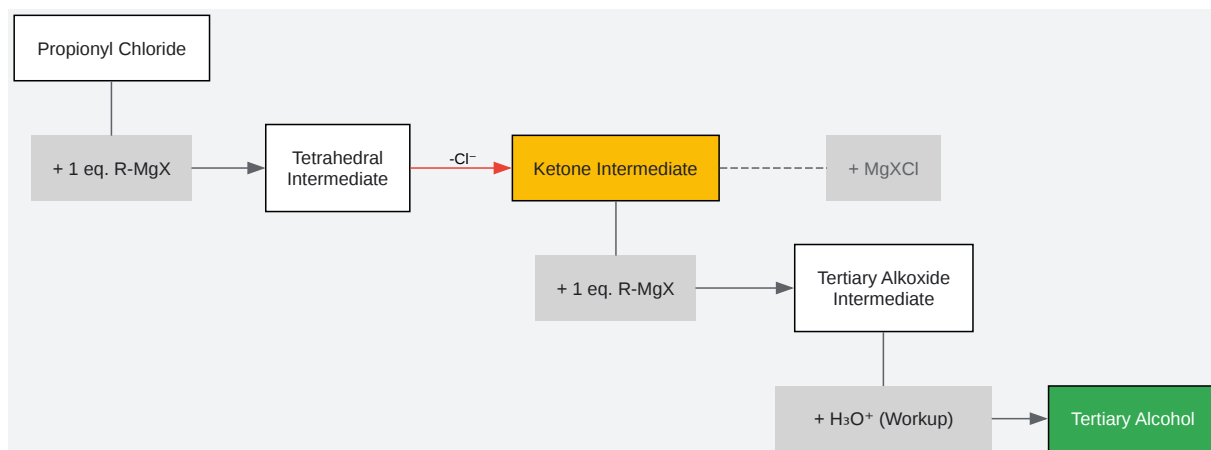 Propionyl Chloride
+ 1 eq. R-MgX
Tetrahedral
Intermediate
-Cl⁻
Ketone Intermediate
+ MgXCl
+ 1 eq. R-MgX
Tertiary Alkoxide
Intermediate
+ H₃O⁺ (Workup)
Tertiary Alcohol